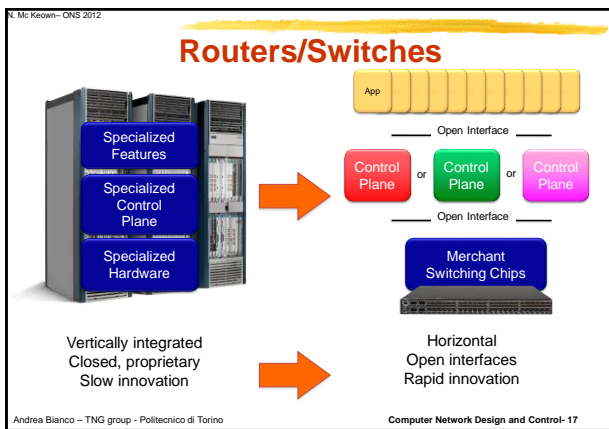 N. Mc Keown– ONS 2012
Routers/Switches
Specialized
Features
Specialized
Control
Plane
Specialized
Hardware
App
Open Interface
Control
Plane
or
Control
Plane
or
Control
Plane
Open Interface
Merchant
Switching Chips
Vertically integrated
Closed, proprietary
Slow innovation
Horizontal
Open interfaces
Rapid innovation
Andrea Bianco – TNG group - Politecnico di Torino
Computer Network Design and Control- 17